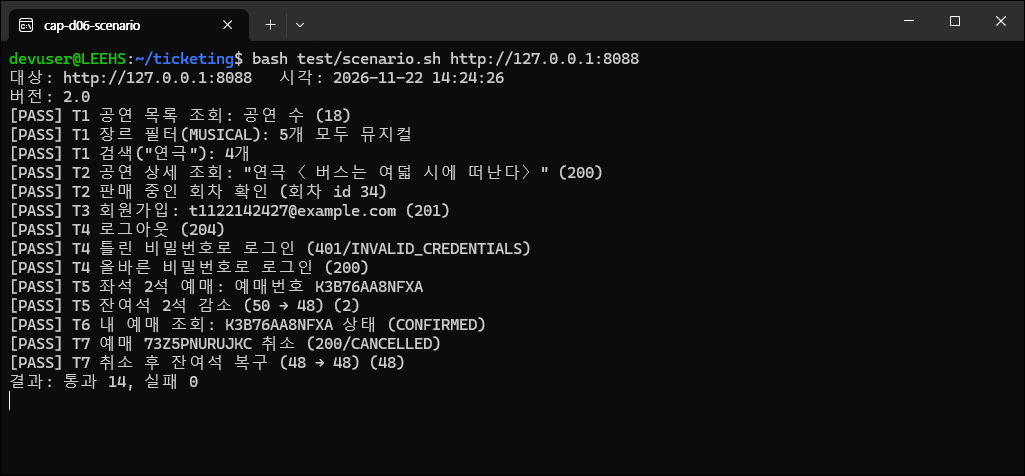 cap-d06-scenario
devuser@LEEHS:~/ticketing$ bash test/scenario.sh http://127.0.0.1:8088
대상: http://127.0.0.1:8088   시각: 2026-11-22 14:24:26
버전: 2.0
[PASS] T1 공연 목록 조회: 공연 수 (18)
[PASS] T1 장르 필터(MUSICAL): 5개 모두 뮤지컬
[PASS] T1 검색("연극"): 4개
[PASS] T2 공연 상세 조회: "연극 〈 버스는 여덟 시에 떠난다〉" (200)
[PASS] T2 판매 중인 회차 확인 (회차 id 34)
[PASS] T3 회원가입: t1122142427@example.com (201)
[PASS] T4 로그아웃 (204)
[PASS] T4 틀린 비밀번호로 로그인 (401/INVALID_CREDENTIALS)
[PASS] T4 올바른 비밀번호로 로그인 (200)
[PASS] T5 좌석 2석 예매: 예매번호 K3B76AA8NFXA
[PASS] T5 잔여석 2석 감소 (50 → 48) (2)
[PASS] T6 내 예매 조회: K3B76AA8NFXA 상태 (CONFIRMED)
[PASS] T7 예매 73Z5PNURUJKC 취소 (200/CANCELLED)
[PASS] T7 취소 후 잔여석 복구 (48 → 48) (48)
결과: 통과 14, 실패 0